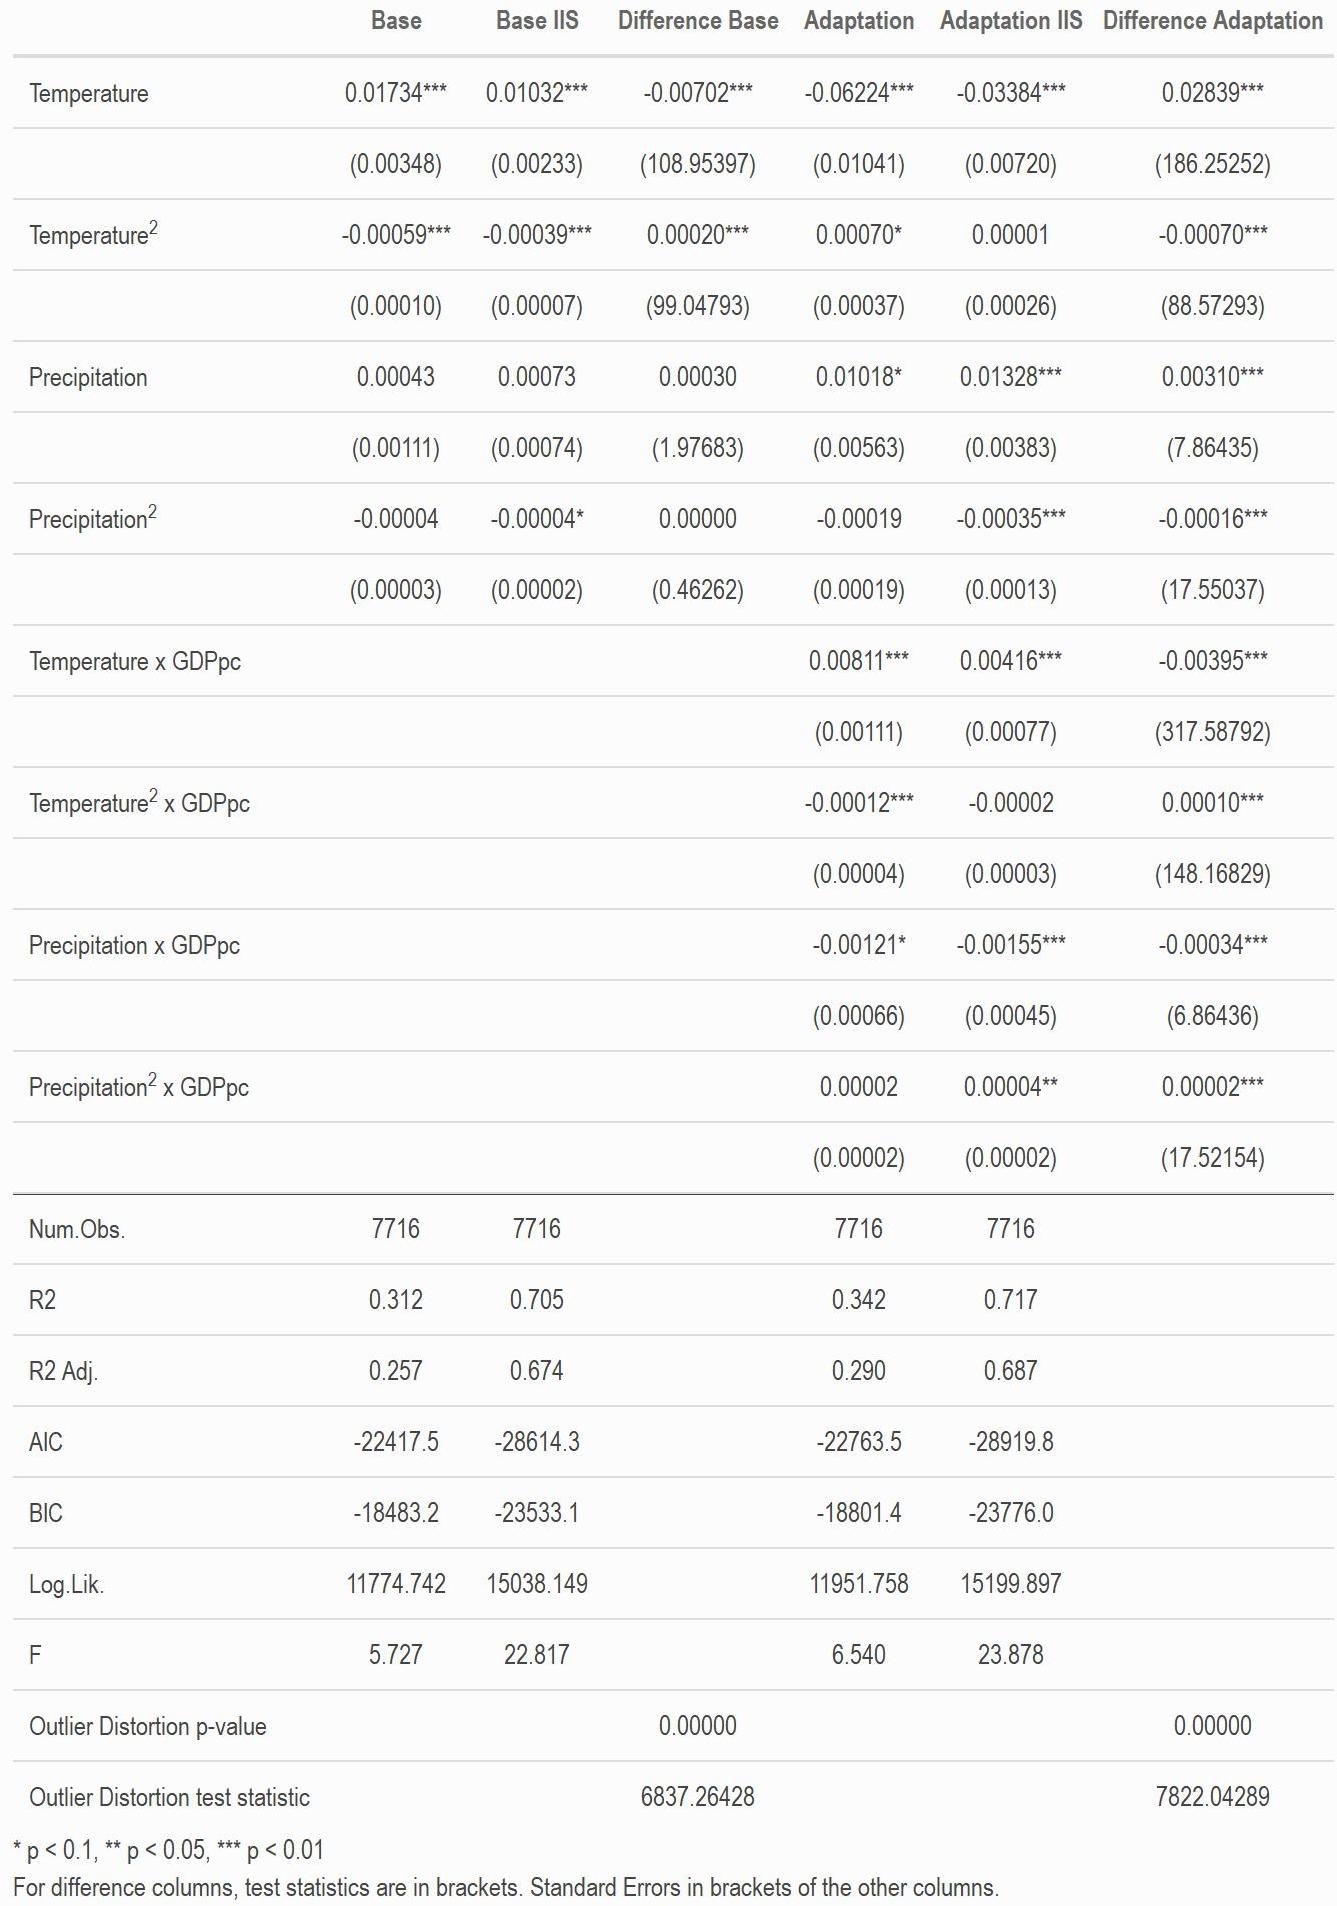 Base Base IIS Difference Base Adaptation Adaptation IIS Difference Adaptation
Temperature 0.01734*** 0.01032*** -0.00702*** -0.06224*** -0.03384*** 0.02839***
(0.00348) (0.00233) (108.95397) (0.01041) (0.00720) (186.25252)
Temperature² -0.00059*** -0.00039*** 0.00020*** 0.00070* 0.00001 -0.00070***
(0.00010) (0.00007) (99.04793) (0.00037) (0.00026) (88.57293)
Precipitation 0.00043 0.00073 0.00030 0.01018* 0.01328*** 0.00310***
(0.00111) (0.00074) (1.97683) (0.00563) (0.00383) (7.86435)
Precipitation² -0.00004 -0.00004* 0.00000 -0.00019 -0.00035*** -0.00016***
(0.00003) (0.00002) (0.46262) (0.00019) (0.00013) (17.55037)
Temperature x GDPpc 0.00811*** 0.00416*** -0.00395***
(0.00111) (0.00077) (317.58792)
Temperature² x GDPpc -0.00012*** -0.00002 0.00010***
(0.00004) (0.00003) (148.16829)
Precipitation x GDPpc -0.00121* -0.00155*** -0.00034***
(0.00066) (0.00045) (6.86436)
Precipitation² x GDPpc 0.00002 0.00004** 0.00002***
(0.00002) (0.00002) (17.52154)
Num.Obs. 7716 7716 7716 7716
R2 0.312 0.705 0.342 0.717
R2 Adj. 0.257 0.674 0.290 0.687
AIC -22417.5 -28614.3 -22763.5 -28919.8
BIC -18483.2 -23533.1 -18801.4 -23776.0
Log.Lik. 11774.742 15038.149 11951.758 15199.897
F 5.727 22.817 6.540 23.878
Outlier Distortion p-value 0.00000 0.00000
Outlier Distortion test statistic 6837.26428 7822.04289
* p < 0.1, ** p < 0.05, *** p < 0.01
For difference columns, test statistics are in brackets. Standard Errors in brackets of the other columns.